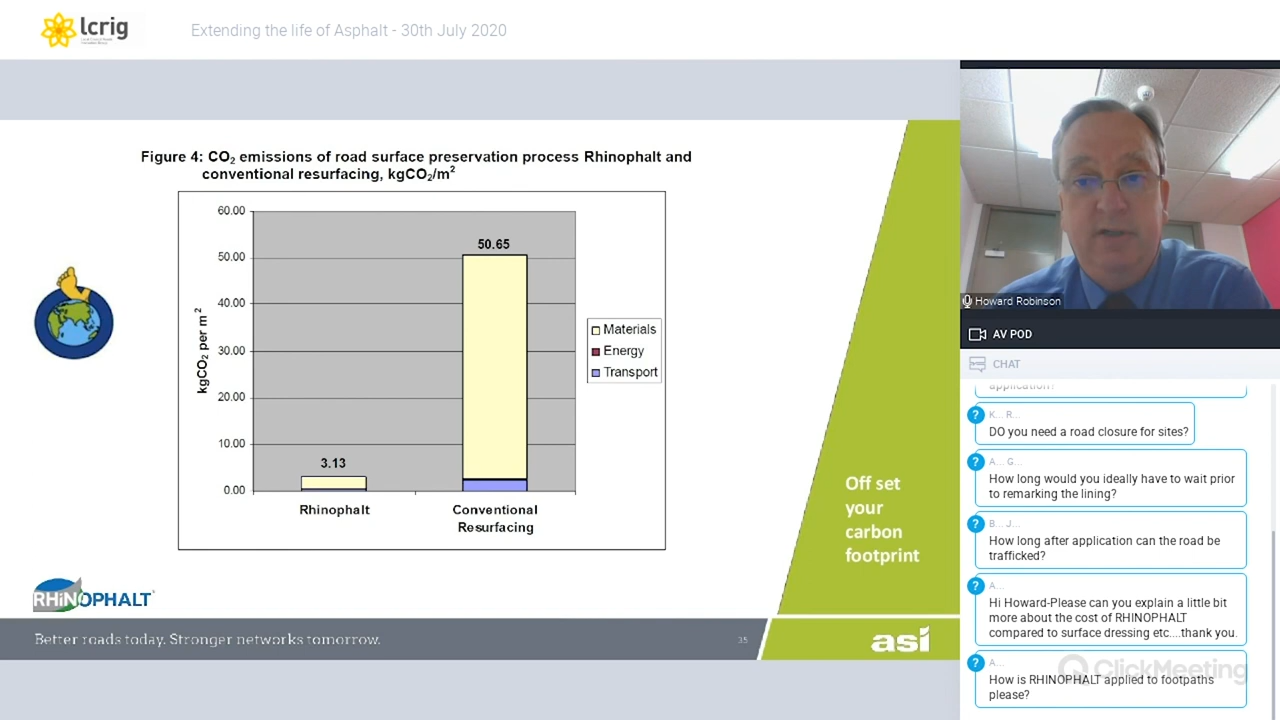 lcrig
Extending the life of Asphalt - 30th July 2020
Figure 4: CO2 emissions of road surface preservation process Rhinophalt and
conventional resurfacing, kgCO2/m2
60.00
50.00
40.00
30.00
20.00
10.00
0.00
kgCO2 per m2
3.13
50.65
Rhinophalt
Conventional
Resurfacing
Materials
Energy
Transport
Off set
your
carbon
footprint
RHiNOPHALT
Better roads today. Stronger networks tomorrow.
35
asi
Howard Robinson
AV POD
CHAT
application?
K... R...
DO you need a road closure for sites?
A... G...
How long would you ideally have to wait prior
to remarking the lining?
B... J...
How long after application can the road be
trafficked?
A...
Hi Howard-Please can you explain a little bit
more about the cost of RHINOPHALT
compared to surface dressing etc....thank you.
A...
How is RHINOPHALT applied to footpaths
please?
ClickMeeting